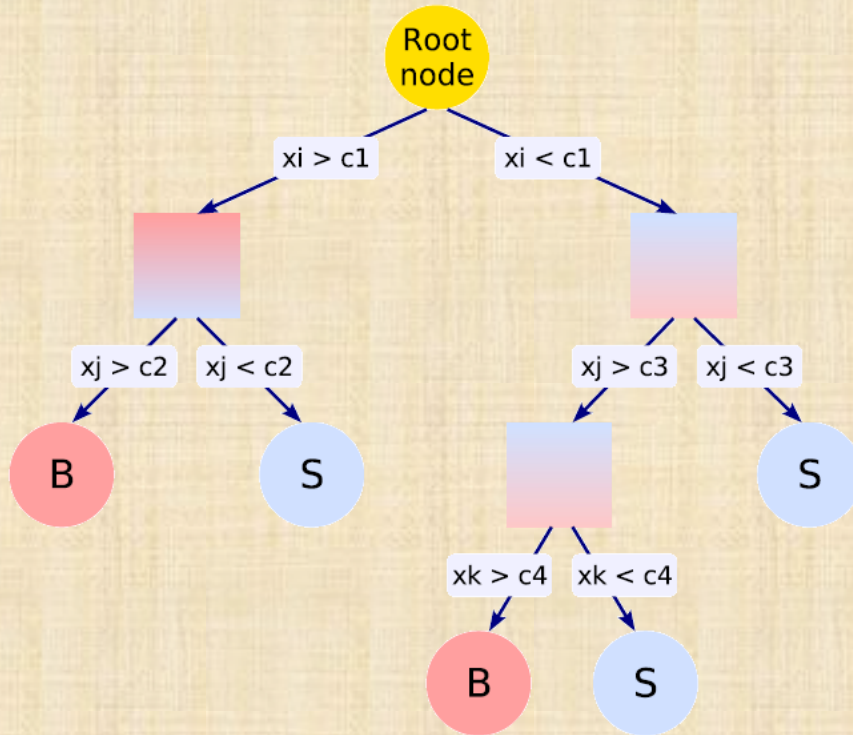 Root
node
xi > c1
xi < c1
xj > c2
xj < c2
xj > c3
xj < c3
B
S
S
xk > c4
xk < c4
B
S